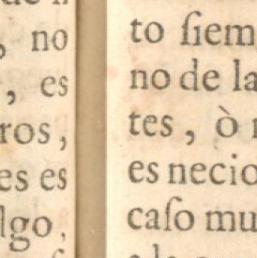 , no
, es
ros,
es es
lgo,
to ſiem
no de la
tes, ò
es necio
caſo mu